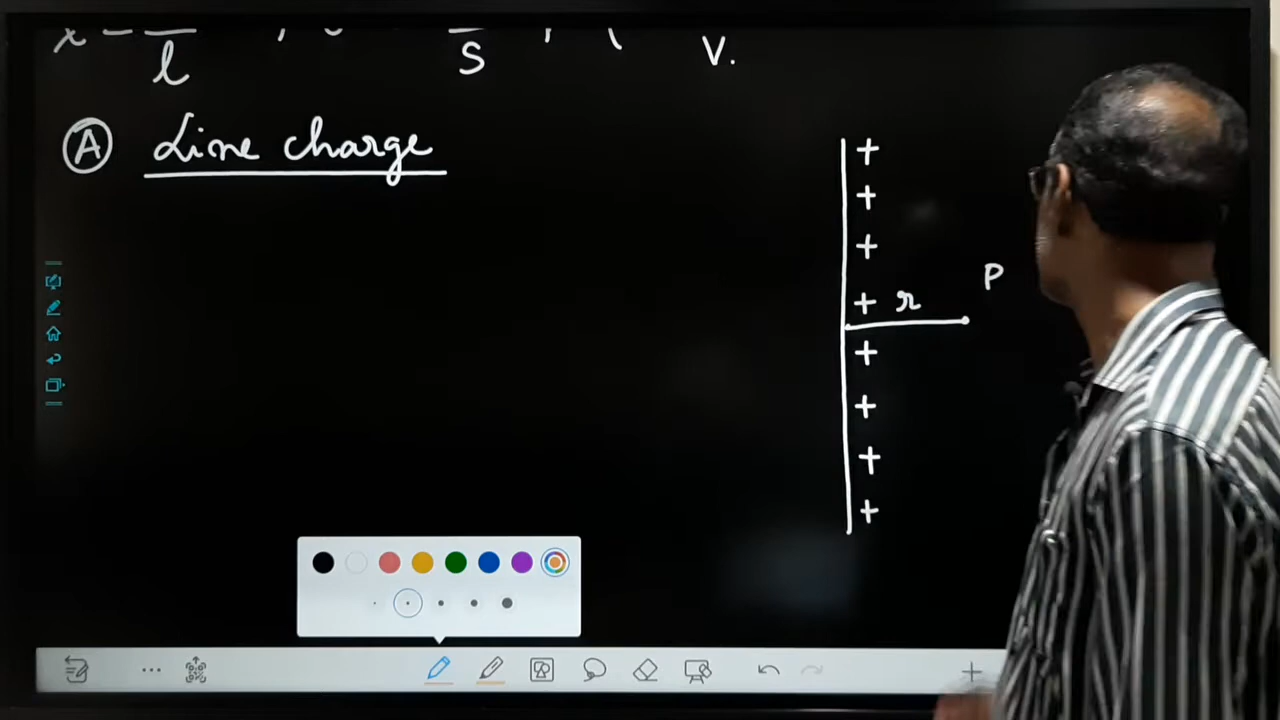 l S V.
A Line charge
+
+
+
P
+ r
+
+
+
+